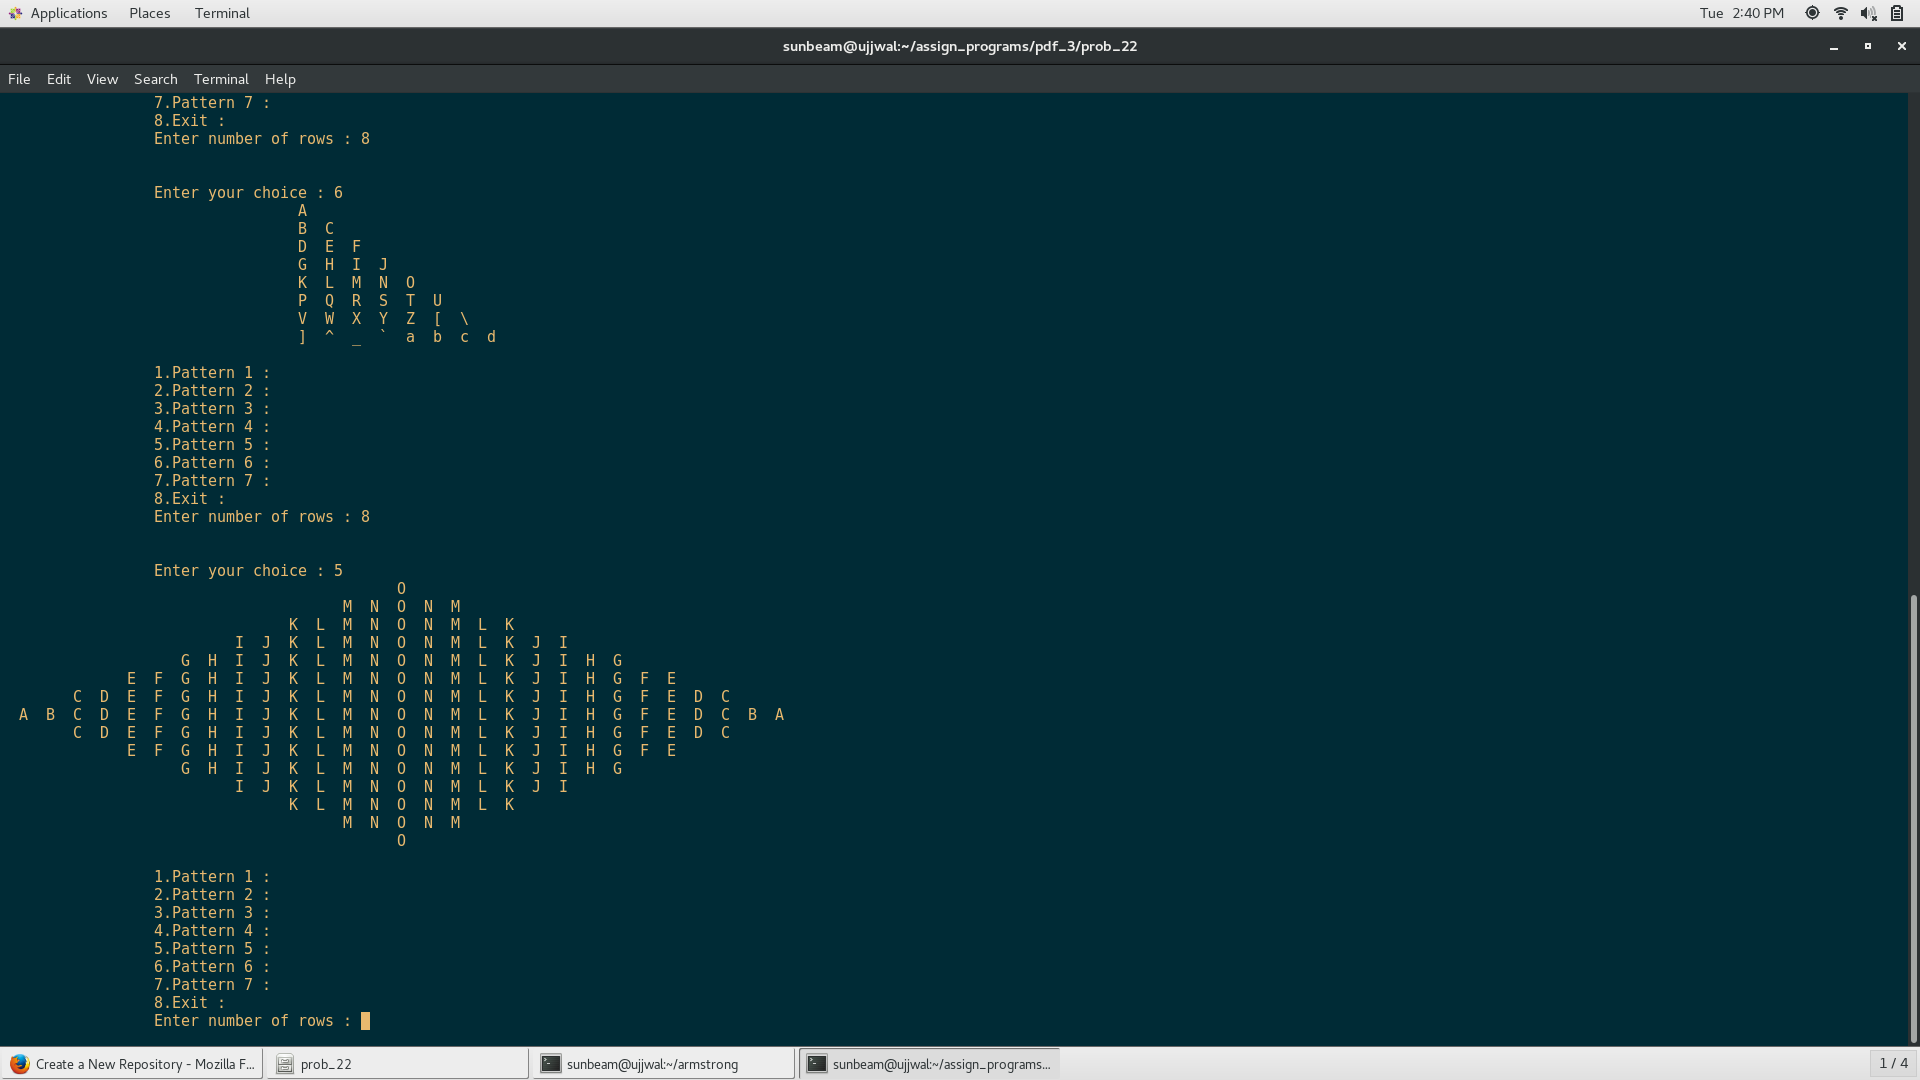 Applications Places Terminal Tue 2:40 PM
sunbeam@ujjwal:~/assign_programs/pdf_3/prob_22
File Edit View Search Terminal Help
7.Pattern 7 :
8.Exit :
Enter number of rows : 8
Enter your choice : 6
A
B C
D E F
G H I J
K L M N O
P Q R S T U
V W X Y Z [ \
] ^ _ ` a b c d
1.Pattern 1 :
2.Pattern 2 :
3.Pattern 3 :
4.Pattern 4 :
5.Pattern 5 :
6.Pattern 6 :
7.Pattern 7 :
8.Exit :
Enter number of rows : 8
Enter your choice : 5
O
M N O N M
K L M N O N M L K
I J K L M N O N M L K J I
G H I J K L M N O N M L K J I H G
E F G H I J K L M N O N M L K J I H G F E
C D E F G H I J K L M N O N M L K J I H G F E D C
A B C D E F G H I J K L M N O N M L K J I H G F E D C B A
C D E F G H I J K L M N O N M L K J I H G F E D C
E F G H I J K L M N O N M L K J I H G F E
G H I J K L M N O N M L K J I H G
I J K L M N O N M L K J I
K L M N O N M L K
M N O N M
O
1.Pattern 1 :
2.Pattern 2 :
3.Pattern 3 :
4.Pattern 4 :
5.Pattern 5 :
6.Pattern 6 :
7.Pattern 7 :
8.Exit :
Enter number of rows :
Create a New Repository - Mozilla F... prob_22 sunbeam@ujjwal:~/armstrong sunbeam@ujjwal:~/assign_programs... 1 / 4